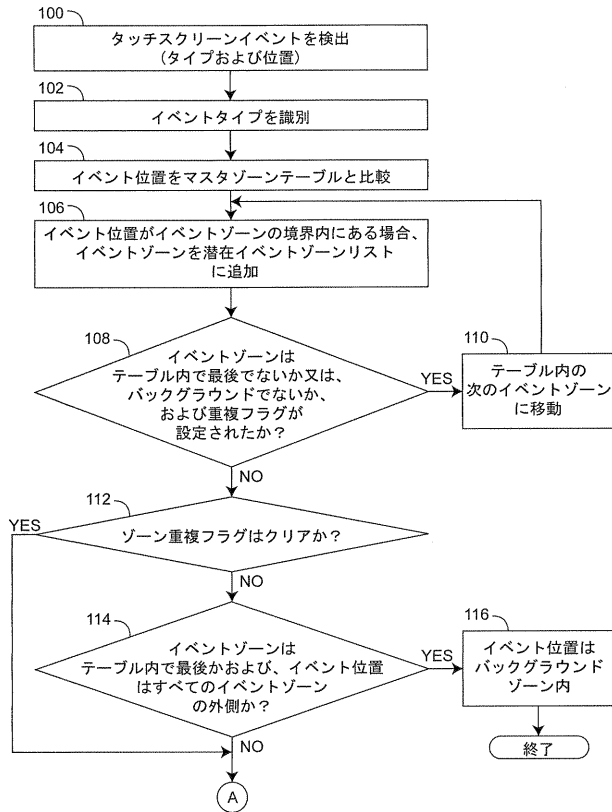 100
タッチスクリーンイベントを検出
(タイプおよび位置)
102
イベントタイプを識別
104
イベント位置をマスタゾーンテーブルと比較
106
イベント位置がイベントゾーンの境界内にある場合、
イベントゾーンを潜在イベントゾーンリスト
に追加
108
イベントゾーンは
テーブル内で最後でないか又は、
バックグラウンドでないか、
および重複フラグが
設定されたか？
YES
110
テーブル内の
次のイベントゾーン
に移動
NO
112
YES
ゾーン重複フラグはクリアか？
NO
114
イベントゾーンは
テーブル内で最後かおよび、イベント位置
はすべてのイベントゾーン
の外側か？
YES
116
イベント位置は
バックグラウンド
ゾーン内
NO
終了
A